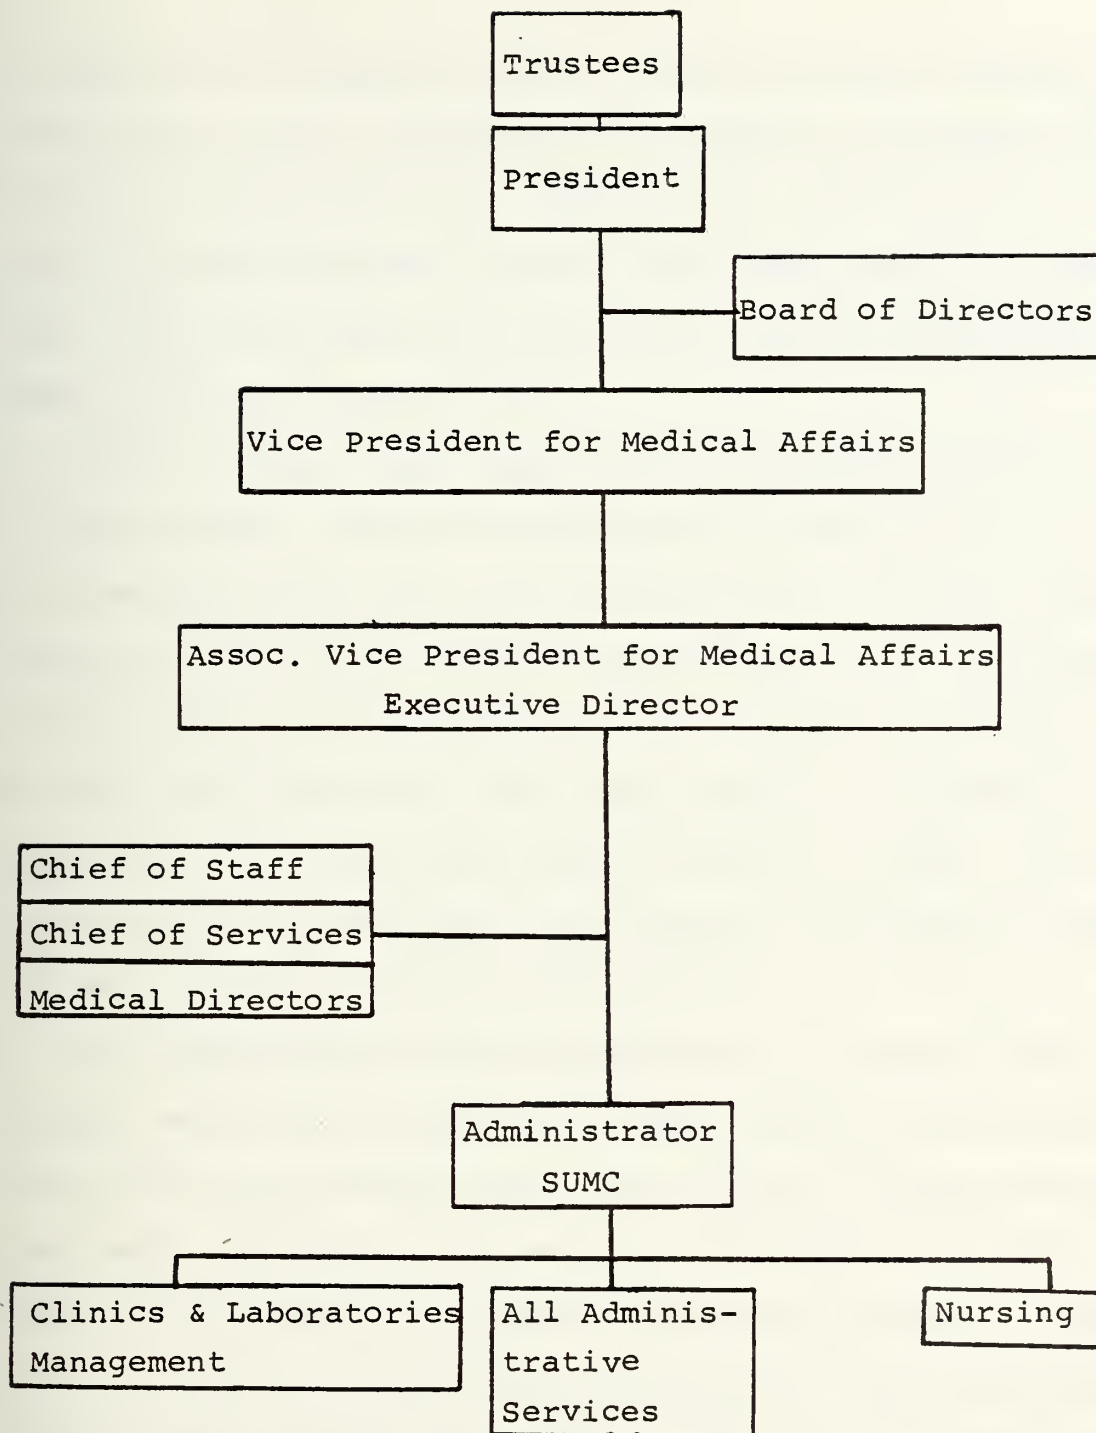 Trustees
President
Board of Directors
Vice President for Medical Affairs
Assoc. Vice President for Medical Affairs
Executive Director
Chief of Staff
Chief of Services
Medical Directors
Administrator
SUMC
Clinics & Laboratories
Management
All Adminis-
trative
Services
Nursing